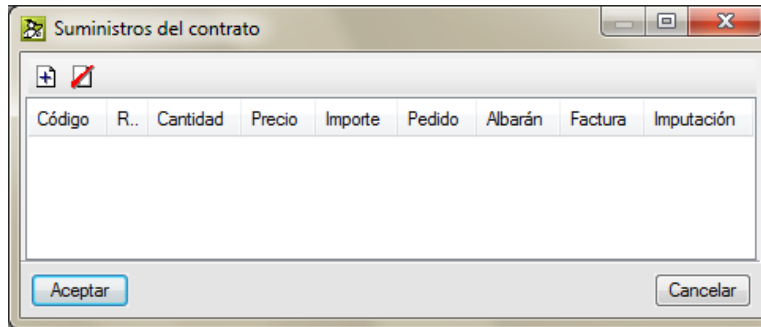 Suministros del contrato
Código R.. Cantidad Precio Importe Pedido Albarán Factura Imputación
Aceptar Cancelar